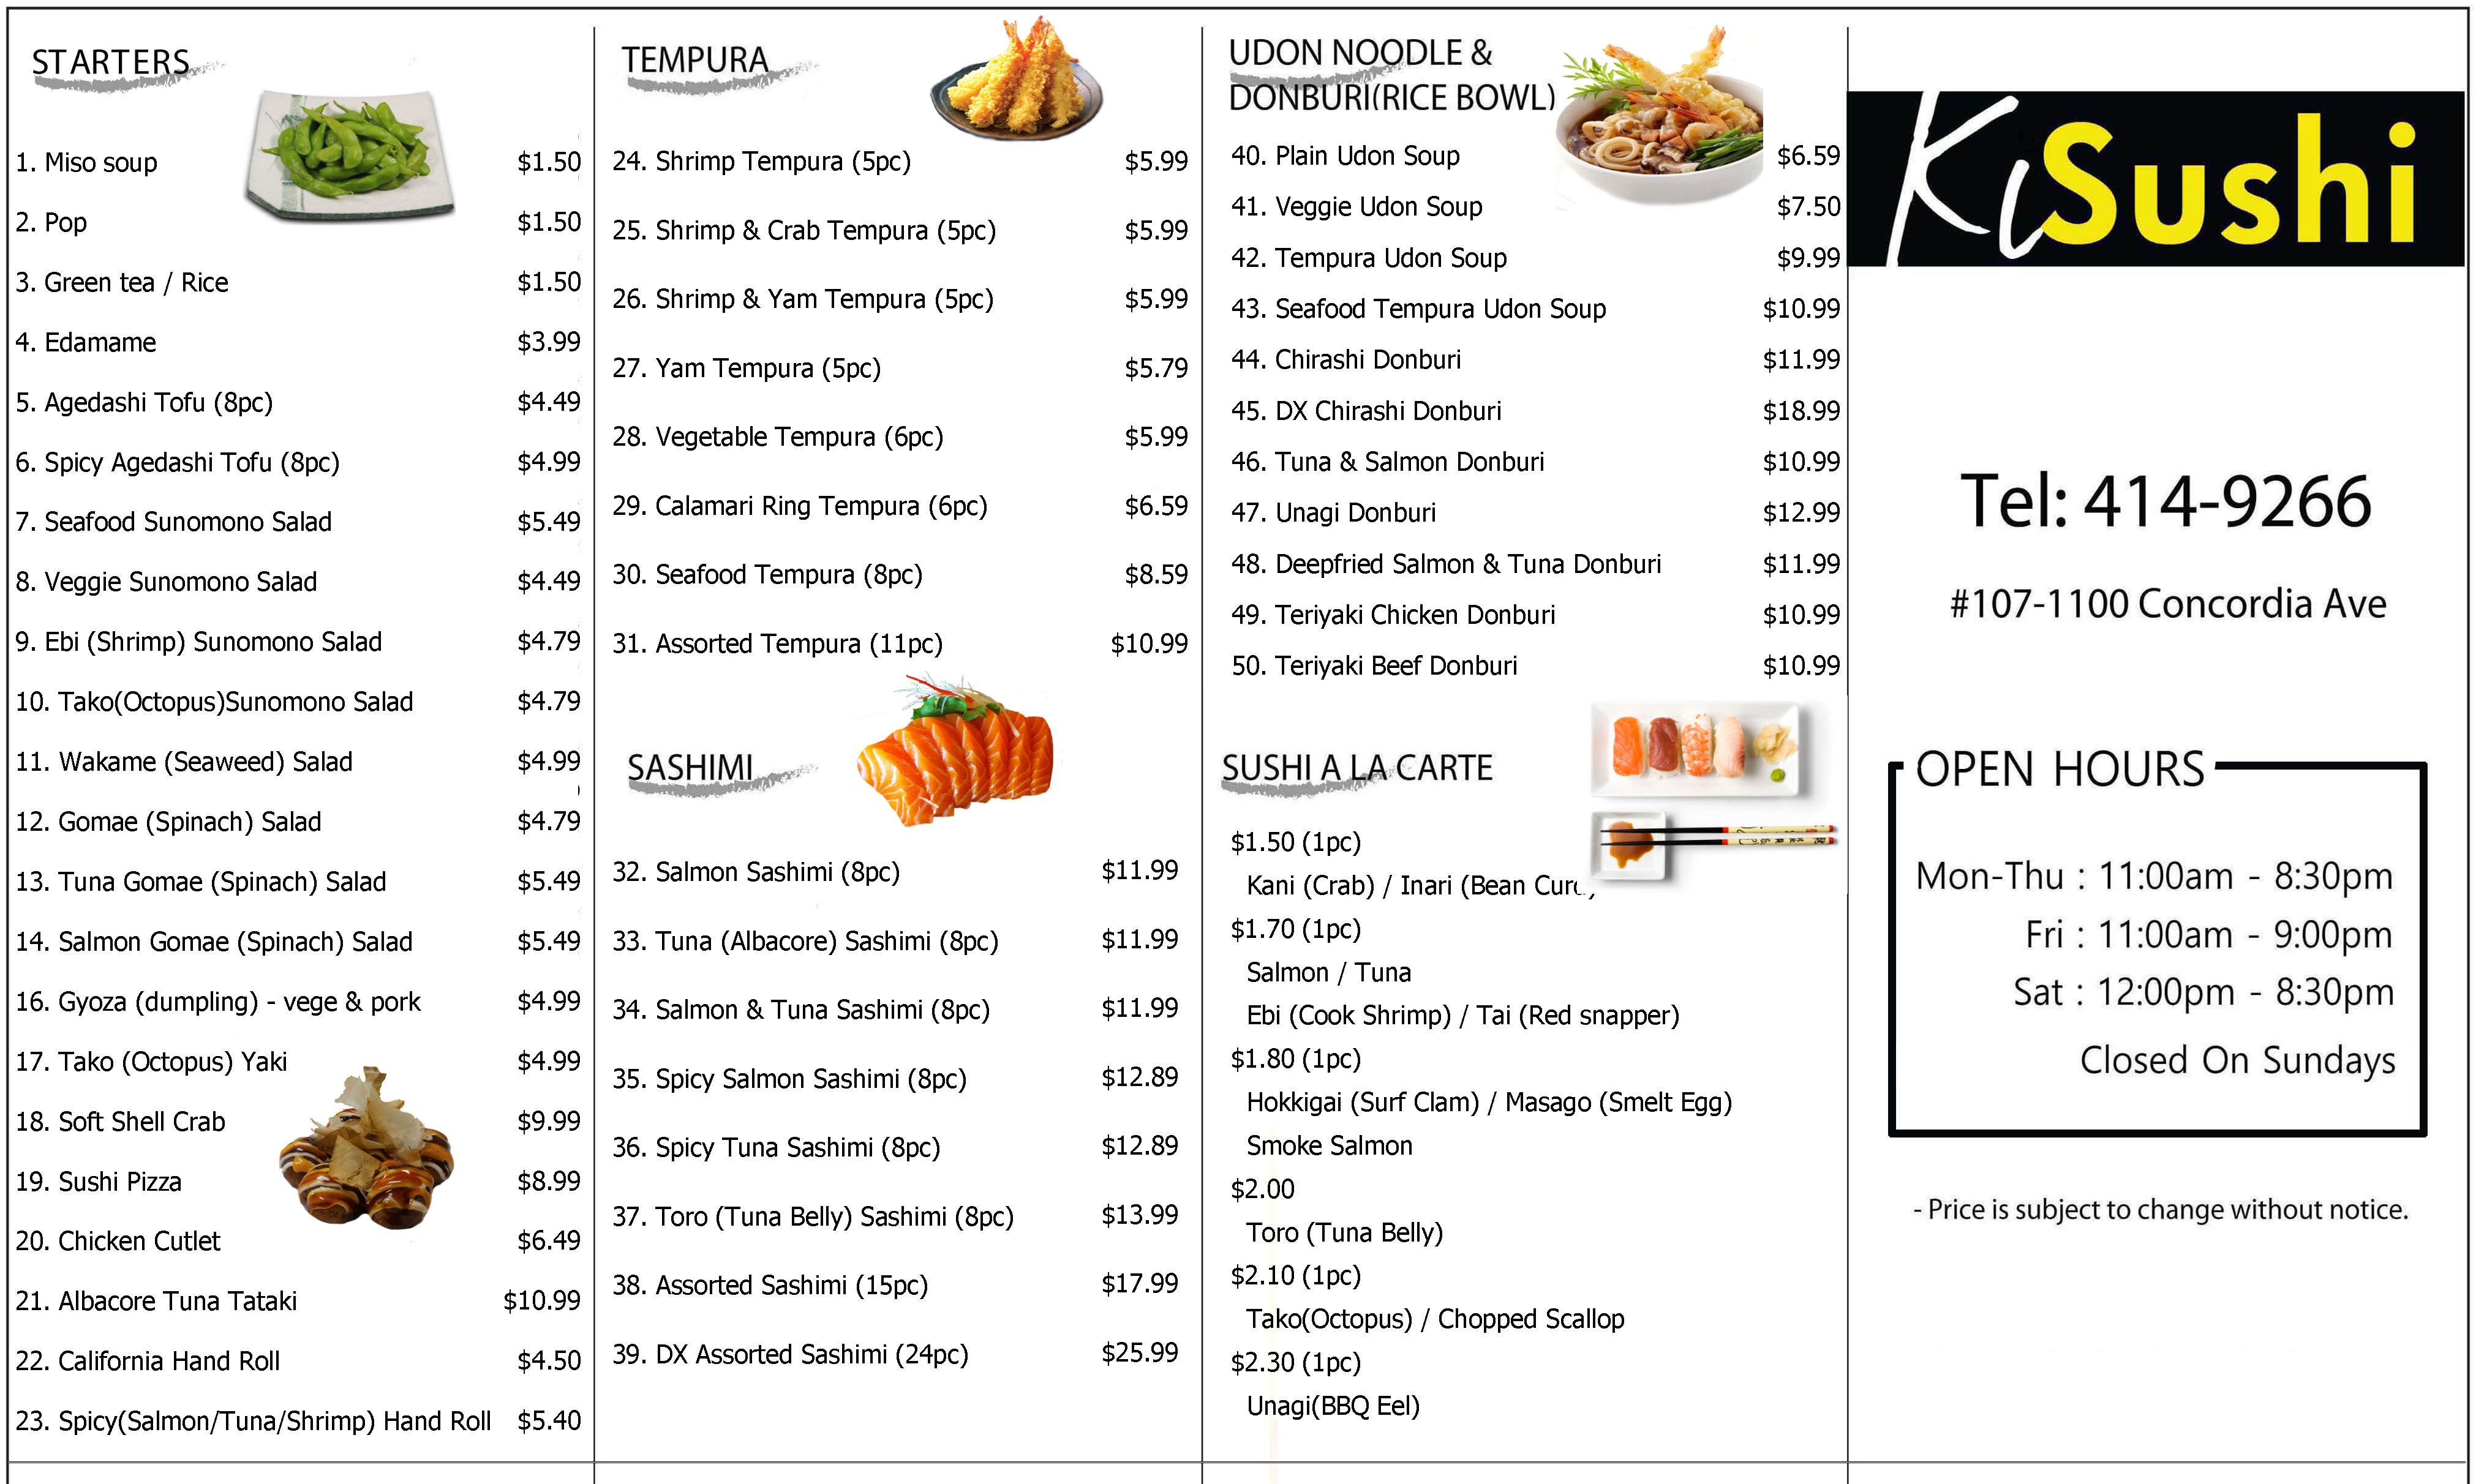 STARTERS
1. Miso soup $1.50
2. Pop $1.50
3. Green tea / Rice $1.50
4. Edamame $3.99
5. Agedashi Tofu (8pc) $4.49
6. Spicy Agedashi Tofu (8pc) $4.99
7. Seafood Sunomono Salad $5.49
8. Veggie Sunomono Salad $4.49
9. Ebi (Shrimp) Sunomono Salad $4.79
10. Tako(Octopus)Sunomono Salad $4.79
11. Wakame (Seaweed) Salad $4.99
12. Gomae (Spinach) Salad $4.79
13. Tuna Gomae (Spinach) Salad $5.49
14. Salmon Gomae (Spinach) Salad $5.49
16. Gyoza (dumpling) - vege & pork $4.99
17. Tako (Octopus) Yaki $4.99
18. Soft Shell Crab $9.99
19. Sushi Pizza $8.99
20. Chicken Cutlet $6.49
21. Albacore Tuna Tataki $10.99
22. California Hand Roll $4.50
23. Spicy(Salmon/Tuna/Shrimp) Hand Roll $5.40
TEMPURA
24. Shrimp Tempura (5pc) $5.99
25. Shrimp & Crab Tempura (5pc) $5.99
26. Shrimp & Yam Tempura (5pc) $5.99
27. Yam Tempura (5pc) $5.79
28. Vegetable Tempura (6pc) $5.99
29. Calamari Ring Tempura (6pc) $6.59
30. Seafood Tempura (8pc) $8.59
31. Assorted Tempura (11pc) $10.99
SASHIMI
32. Salmon Sashimi (8pc) $11.99
33. Tuna (Albacore) Sashimi (8pc) $11.99
34. Salmon & Tuna Sashimi (8pc) $11.99
35. Spicy Salmon Sashimi (8pc) $12.89
36. Spicy Tuna Sashimi (8pc) $12.89
37. Toro (Tuna Belly) Sashimi (8pc) $13.99
38. Assorted Sashimi (15pc) $17.99
39. DX Assorted Sashimi (24pc) $25.99
UDON NOODLE &
DONBURI(RICE BOWL)
40. Plain Udon Soup $6.59
41. Veggie Udon Soup $7.50
42. Tempura Udon Soup $9.99
43. Seafood Tempura Udon Soup $10.99
44. Chirashi Donburi $11.99
45. DX Chirashi Donburi $18.99
46. Tuna & Salmon Donburi $10.99
47. Unagi Donburi $12.99
48. Deepfried Salmon & Tuna Donburi $11.99
49. Teriyaki Chicken Donburi $10.99
50. Teriyaki Beef Donburi $10.99
SUSHI A LA CARTE
$1.50 (1pc)
Kani (Crab) / Inari (Bean Curd)
$1.70 (1pc)
Salmon / Tuna
Ebi (Cook Shrimp) / Tai (Red snapper)
$1.80 (1pc)
Hokkigai (Surf Clam) / Masago (Smelt Egg)
Smoke Salmon
$2.00
Toro (Tuna Belly)
$2.10 (1pc)
Tako(Octopus) / Chopped Scallop
$2.30 (1pc)
Unagi(BBQ Eel)
Ki Sushi
Tel: 414-9266
#107-1100 Concordia Ave
OPEN HOURS
Mon-Thu : 11:00am - 8:30pm
Fri : 11:00am - 9:00pm
Sat : 12:00pm - 8:30pm
Closed On Sundays
- Price is subject to change without notice.